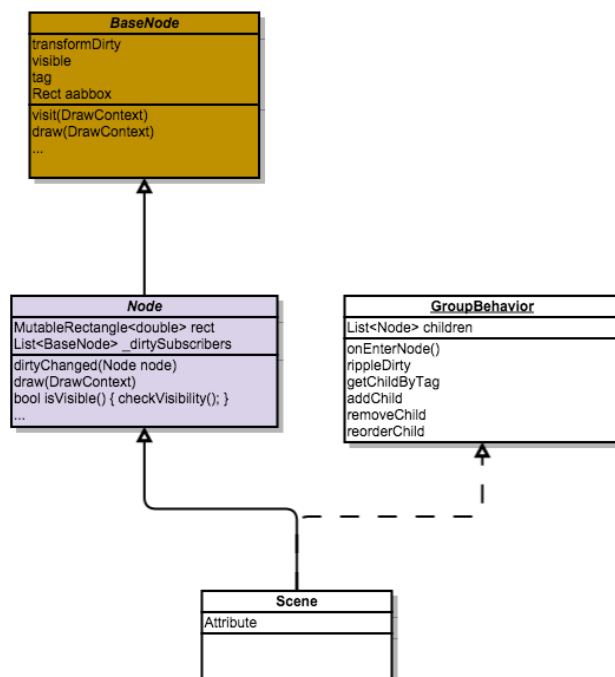 BaseNode
transformDirty
visible
tag
Rect aabbox
visit(DrawContext)
draw(DrawContext)
...
Node
MutableRectangle<double> rect
List<BaseNode> _dirtySubscribers
dirtyChanged(Node node)
draw(DrawContext)
bool isVisible() { checkVisibility(); }
...
GroupBehavior
List<Node> children
onEnterNode()
rippleDirty
getChildByTag
addChild
removeChild
reorderChild
Scene
Attribute